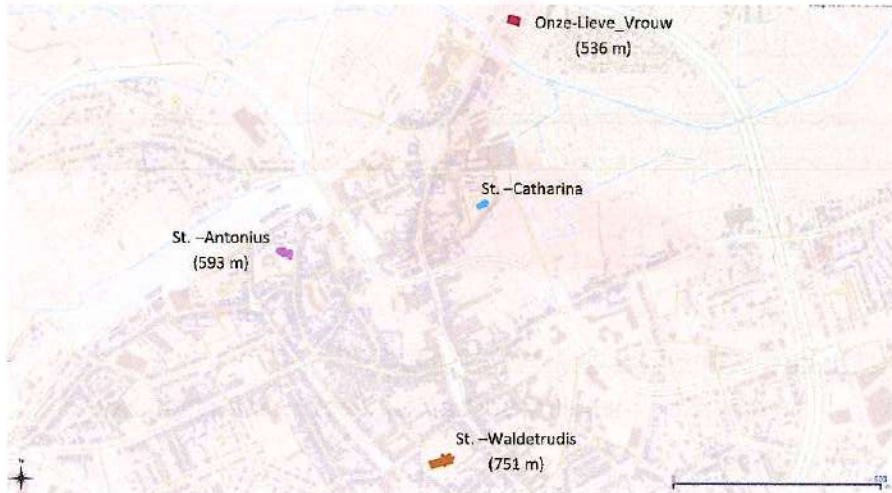 Onze-Lieve_Vrouw
(536 m)
St. –Catharina
St. –Antonius
(593 m)
St. –Waldetrudis
(751 m)